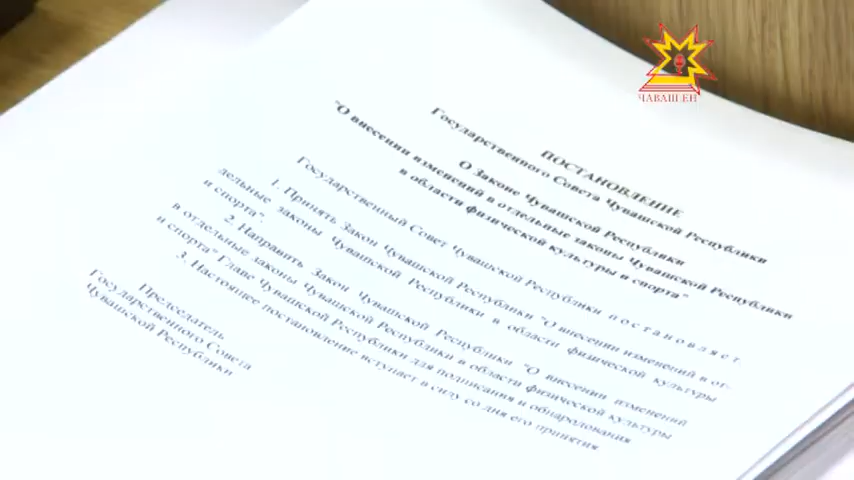 ЧӐВАШ ЕН
ПОСТАНОВЛЕНИЕ
Государственного Совета Чувашской Республики
О Законе Чувашской Республики
"О внесении изменений в отдельные законы Чувашской Республики
в области физической культуры и спорта"
Государственный Совет Чувашской Республики п о с т а н о в л я е т
1. Принять Закон Чувашской Республики "О внесении изменений в от-
дельные законы Чувашской Республики в области физической культуры
и спорта".
2. Направить Закон Чувашской Республики "О внесении изменений
в отдельные законы Чувашской Республики в области физической культуры
и спорта" Главе Чувашской Республики для подписания и обнародования
3. Настоящее постановление вступает в силу со дня его принятия
Председатель
Государственного Совета
Чувашской Республики